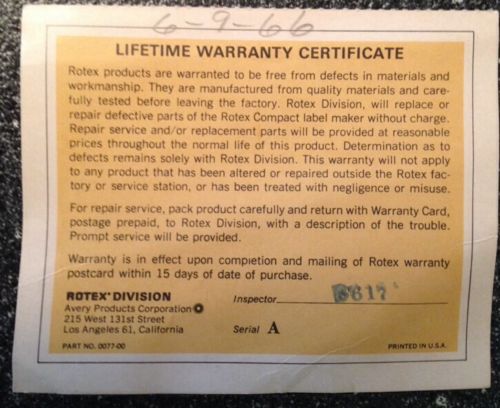 6-9-66
LIFETIME WARRANTY CERTIFICATE
Rotex products are warranted to be free from defects in materials and
workmanship. They are manufactured from quality materials and care-
fully tested before leaving the factory. Rotex Division, will replace or
repair defective parts of the Rotex Compact label maker without charge.
Repair service and/or replacement parts will be provided at reasonable
prices throughout the normal life of this product. Determination as to
defects remains solely with Rotex Division. This warranty will not apply
to any product that has been altered or repaired outside the Rotex fac-
tory or service station, or has been treated with negligence or misuse.
For repair service, pack product carefully and return with Warranty Card,
postage prepaid, to Rotex Division, with a description of the trouble.
Prompt service will be provided.
Warranty is in effect upon completion and mailing of Rotex warranty
postcard within 15 days of date of purchase.
ROTEX® DIVISION
Avery Products Corporation
215 West 131st Street
Los Angeles 61, California
Inspector 6617
Serial A
PART NO. 0077-00
PRINTED IN U.S.A.